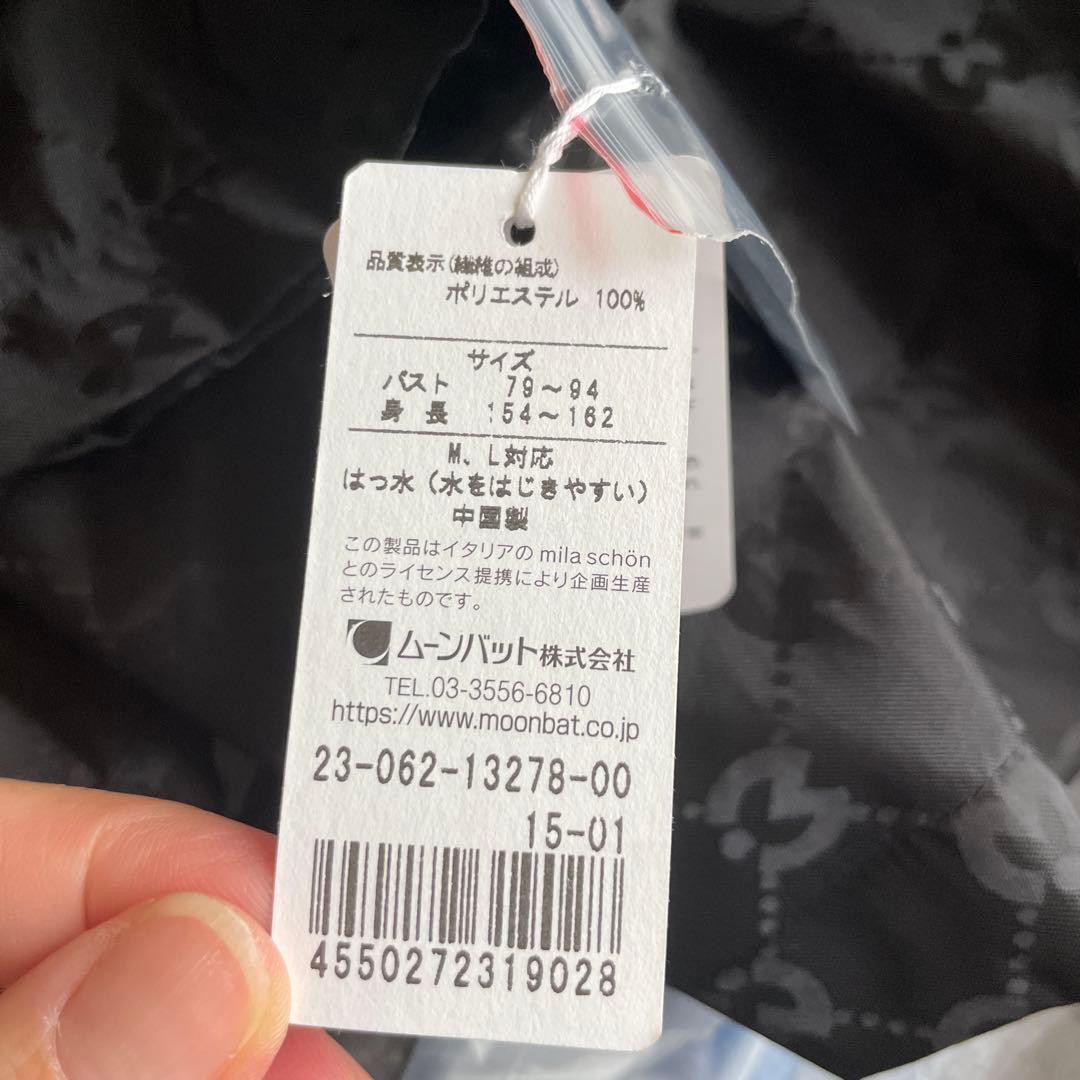 品質表示(繊維の組成)
ポリエステル 100%
サイズ
バスト 79～94
身長 154～162
M、L対応
はっ水(水をはじきやすい)
中国製
この製品はイタリアの mila schön
とのライセンス提携により企画生産
されたものです。
ムーンバット株式会社
TEL.03-3556-6810
https://www.moonbat.co.jp
23-062-13278-00
15-01
4550272319028